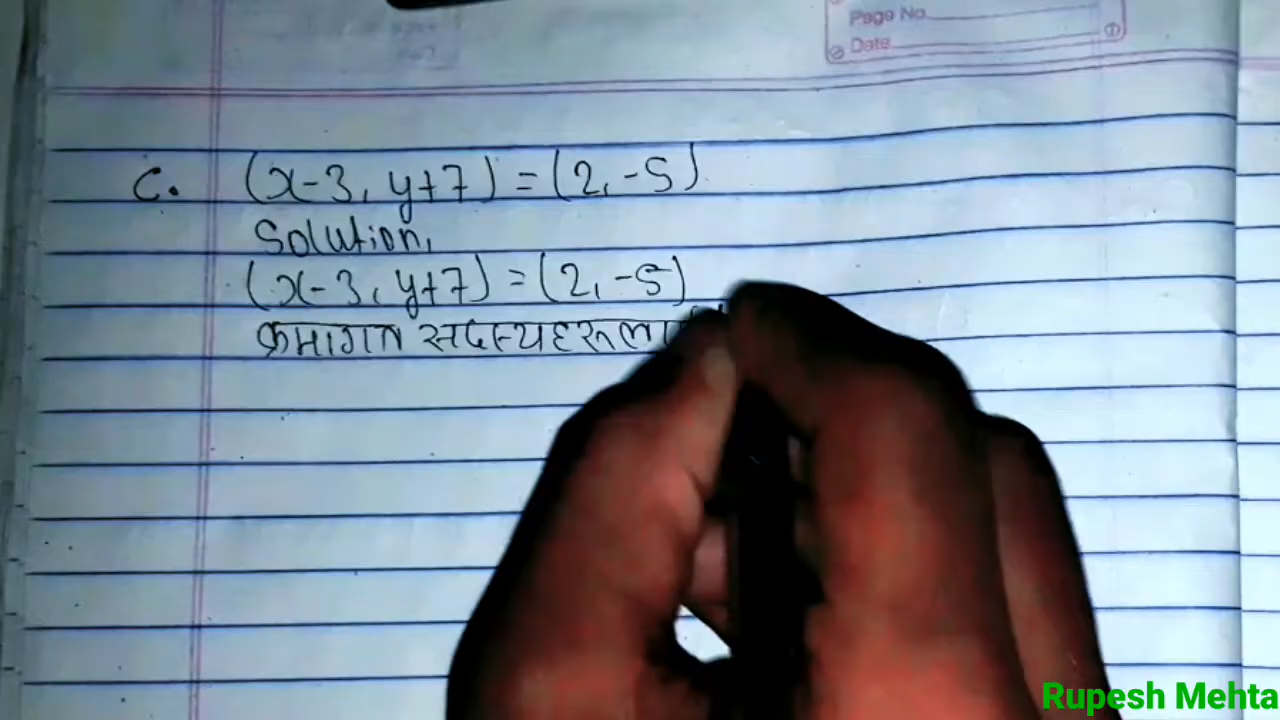 Page No
Date
C. (x-3, y+7) = (2, -5)
Solution,
(x-3, y+7) = (2, -5)
क्रमागत सदस्यहरूला
Rupesh Mehta